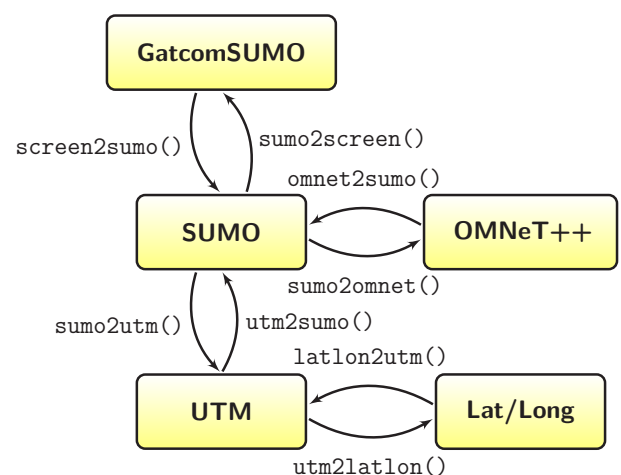 GatcomSUMO
screen2sumo()
sumo2screen()
omnet2sumo()
SUMO
OMNeT++
sumo2omnet()
sumo2utm()
utm2sumo()
latlon2utm()
UTM
Lat/Long
utm2latlon()